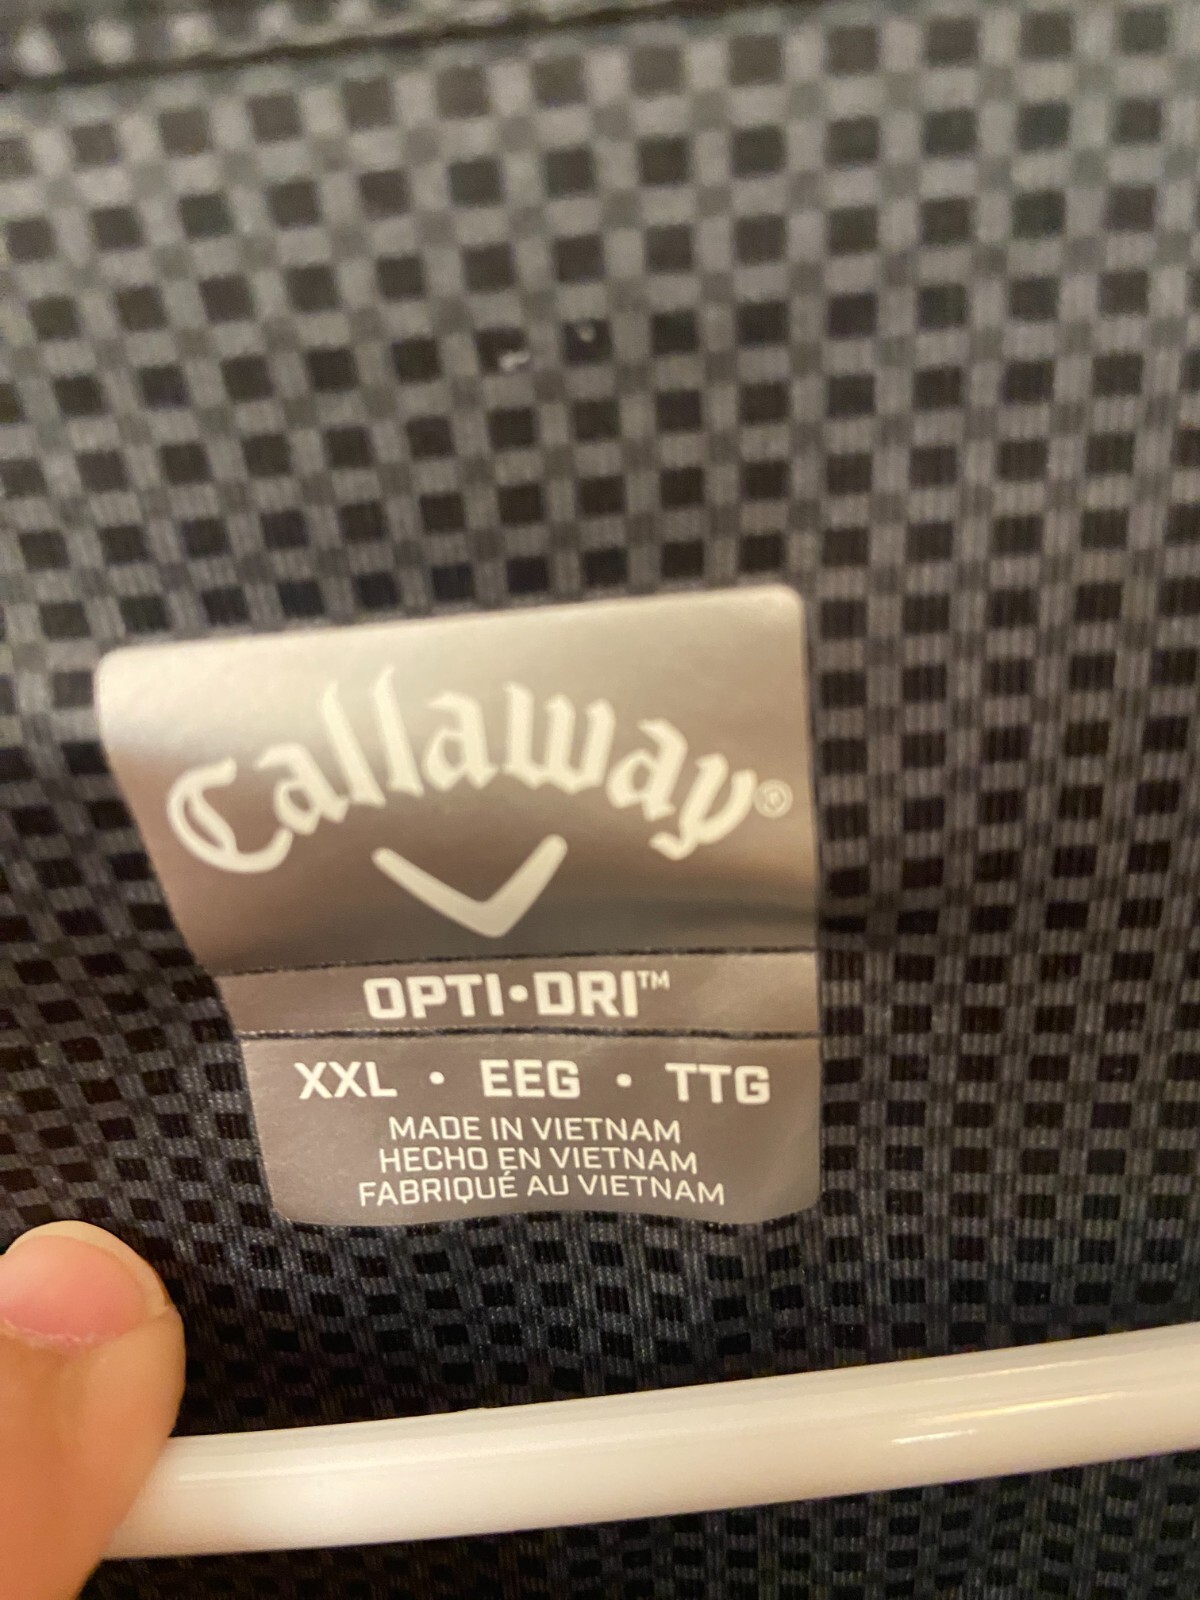 Callaway®
OPTI•DRI™
XXL • EEG • TTG
MADE IN VIETNAM
HECHO EN VIETNAM
FABRIQUÉ AU VIETNAM